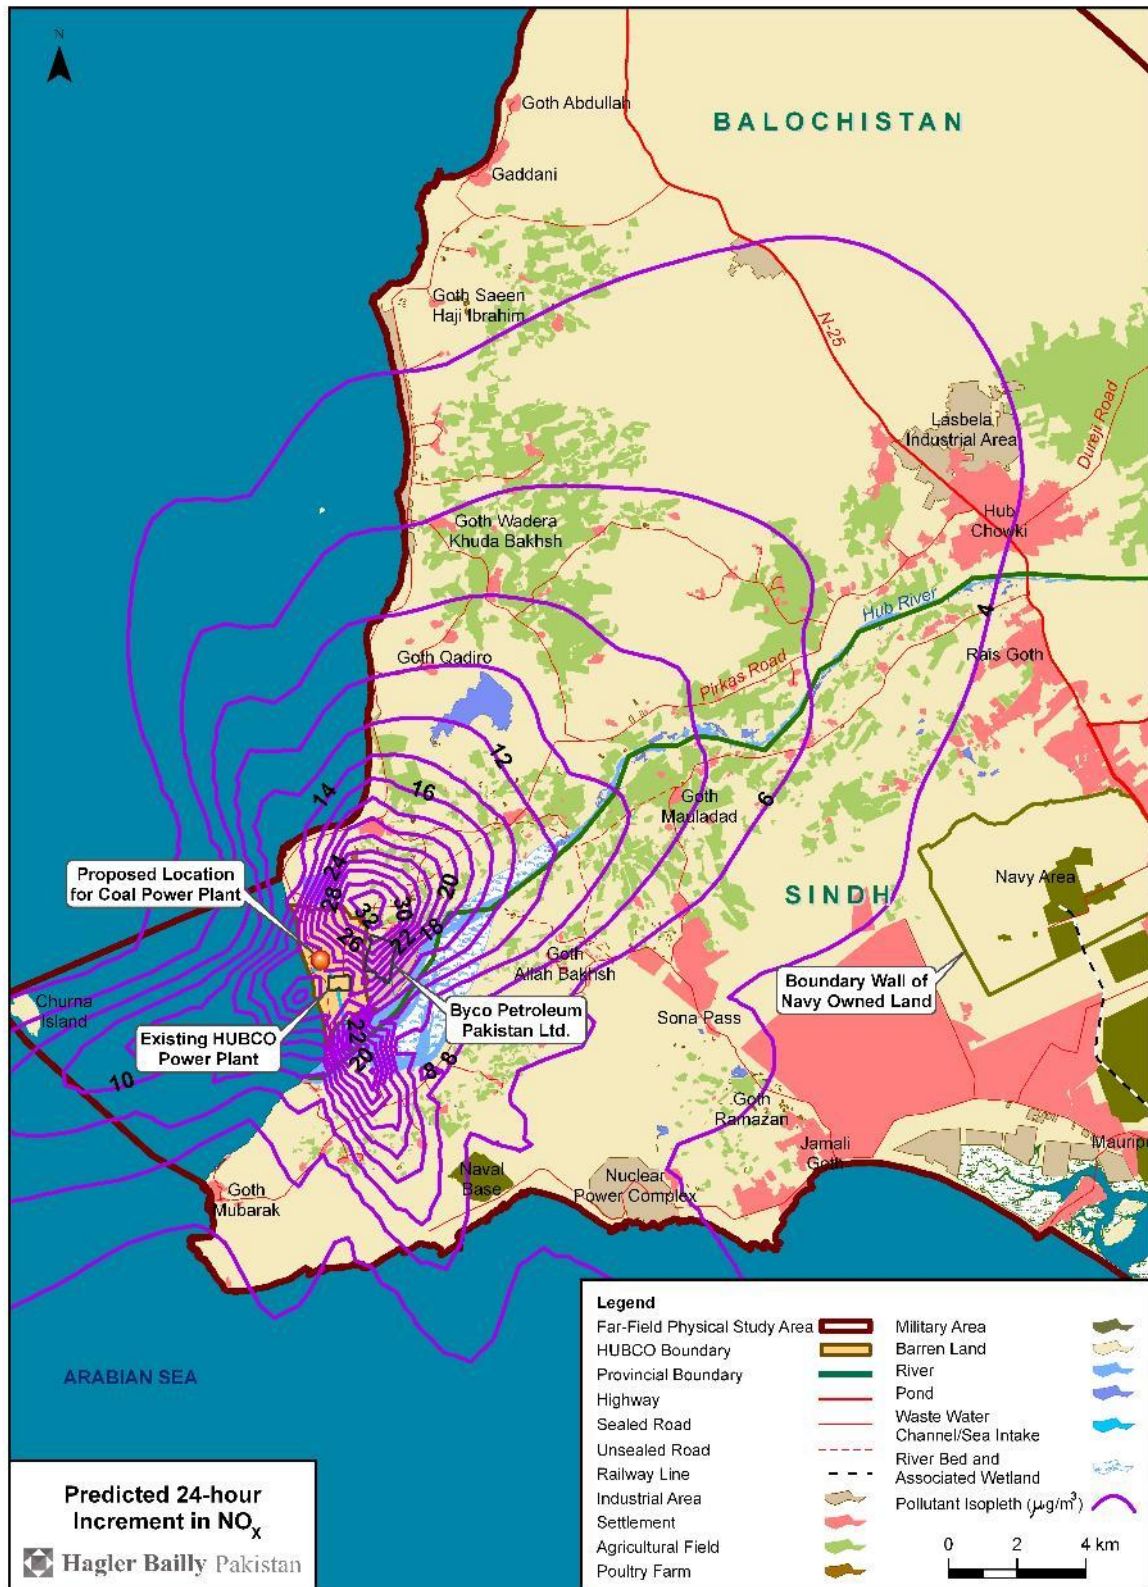 N
Goth Abdullah
BALOCHISTAN
Gaddani
Goth Saeen
Haji Ibrahim
N-25
Lasbela
Industrial Area
Dureji Road
Hub
Chowki
Goth Wadera
Khuda Bakhsh
Hub River
4
Goth Qadiro
Pirkas Road
Rais Goth
12
14
16
6
Goth
Mauladad
Proposed Location
for Coal Power Plant
24
28
20
32
30
18
26
22
SINDH
Navy Area
Goth
Allah Bakhsh
Boundary Wall of
Navy Owned Land
Churna
Island
Byco Petroleum
Pakistan Ltd.
Sona Pass
Existing HUBCO
Power Plant
22
20
10
8
8
Goth
Ramazan
Jamali
Goth
Mauripu
Naval
Base
Nuclear
Power Complex
Goth
Mubarak
ARABIAN SEA
Legend
Far-Field Physical Study Area
HUBCO Boundary
Provincial Boundary
Highway
Sealed Road
Unsealed Road
Railway Line
Industrial Area
Settlement
Agricultural Field
Poultry Farm
Military Area
Barren Land
River
Pond
Waste Water
Channel/Sea Intake
River Bed and
Associated Wetland
Pollutant Isopleth (µg/m³)
0 2 4 km
Predicted 24-hour
Increment in NOₓ
Hagler Bailly Pakistan